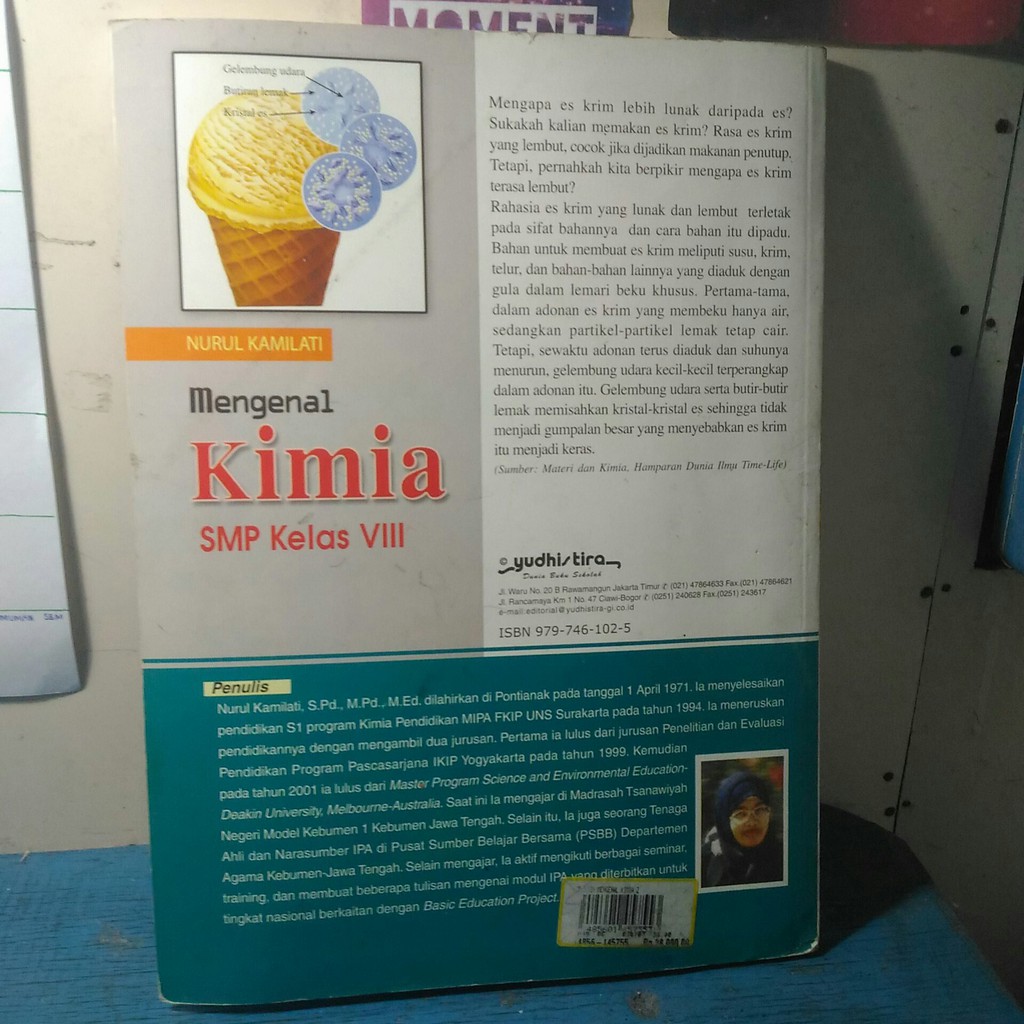 MOMENT
Gelembung udara
Butiran lemak
Kristal es
NURUL KAMILATI
Mengenal
Kimia
SMP Kelas VIII
Mengapa es krim lebih lunak daripada es?
Sukakah kalian memakan es krim? Rasa es krim
yang lembut, cocok jika dijadikan makanan penutup.
Tetapi, pernahkah kita berpikir mengapa es krim
terasa lembut?
Rahasia es krim yang lunak dan lembut terletak
pada sifat bahannya dan cara bahan itu dipadu.
Bahan untuk membuat es krim meliputi susu, krim,
telur, dan bahan-bahan lainnya yang diaduk dengan
gula dalam lemari beku khusus. Pertama-tama,
dalam adonan es krim yang membeku hanya air,
sedangkan partikel-partikel lemak tetap cair.
Tetapi, sewaktu adonan terus diaduk dan suhunya
menurun, gelembung udara kecil-kecil terperangkap
dalam adonan itu. Gelembung udara serta butir-butir
lemak memisahkan kristal-kristal es sehingga tidak
menjadi gumpalan besar yang menyebabkan es krim
itu menjadi keras.
(Sumber: Materi dan Kimia, Hamparan Dunia Ilmu Time-Life)
© yudhistira
Dunia Buku Sekolah
Jl. Waru No. 20 B Rawamangun Jakarta Timur ✆ (021) 47864633 Fax.(021) 47864621
Jl. Rancamaya Km 1 No. 47 Ciawi-Bogor ✆ (0251) 240628 Fax.(0251) 243617
e-mail:editorial@yudhistira-gi.co.id
ISBN 979-746-102-5
Penulis
Nurul Kamilati, S.Pd., M.Pd., M.Ed. dilahirkan di Pontianak pada tanggal 1 April 1971. Ia menyelesaikan
pendidikan S1 program Kimia Pendidikan MIPA FKIP UNS Surakarta pada tahun 1994. Ia meneruskan
pendidikannya dengan mengambil dua jurusan. Pertama ia lulus dari jurusan Penelitian dan Evaluasi
Pendidikan Program Pascasarjana IKIP Yogyakarta pada tahun 1999. Kemudian
pada tahun 2001 ia lulus dari Master Program Science and Environmental Education-
Deakin University, Melbourne-Australia. Saat ini Ia mengajar di Madrasah Tsanawiyah
Negeri Model Kebumen 1 Kebumen Jawa Tengah. Selain itu, Ia juga seorang Tenaga
Ahli dan Narasumber IPA di Pusat Sumber Belajar Bersama (PSBB) Departemen
Agama Kebumen-Jawa Tengah. Selain mengajar, Ia aktif mengikuti berbagai seminar,
training, dan membuat beberapa tulisan mengenai modul IPA yang diterbitkan untuk
tingkat nasional berkaitan dengan Basic Education Project.